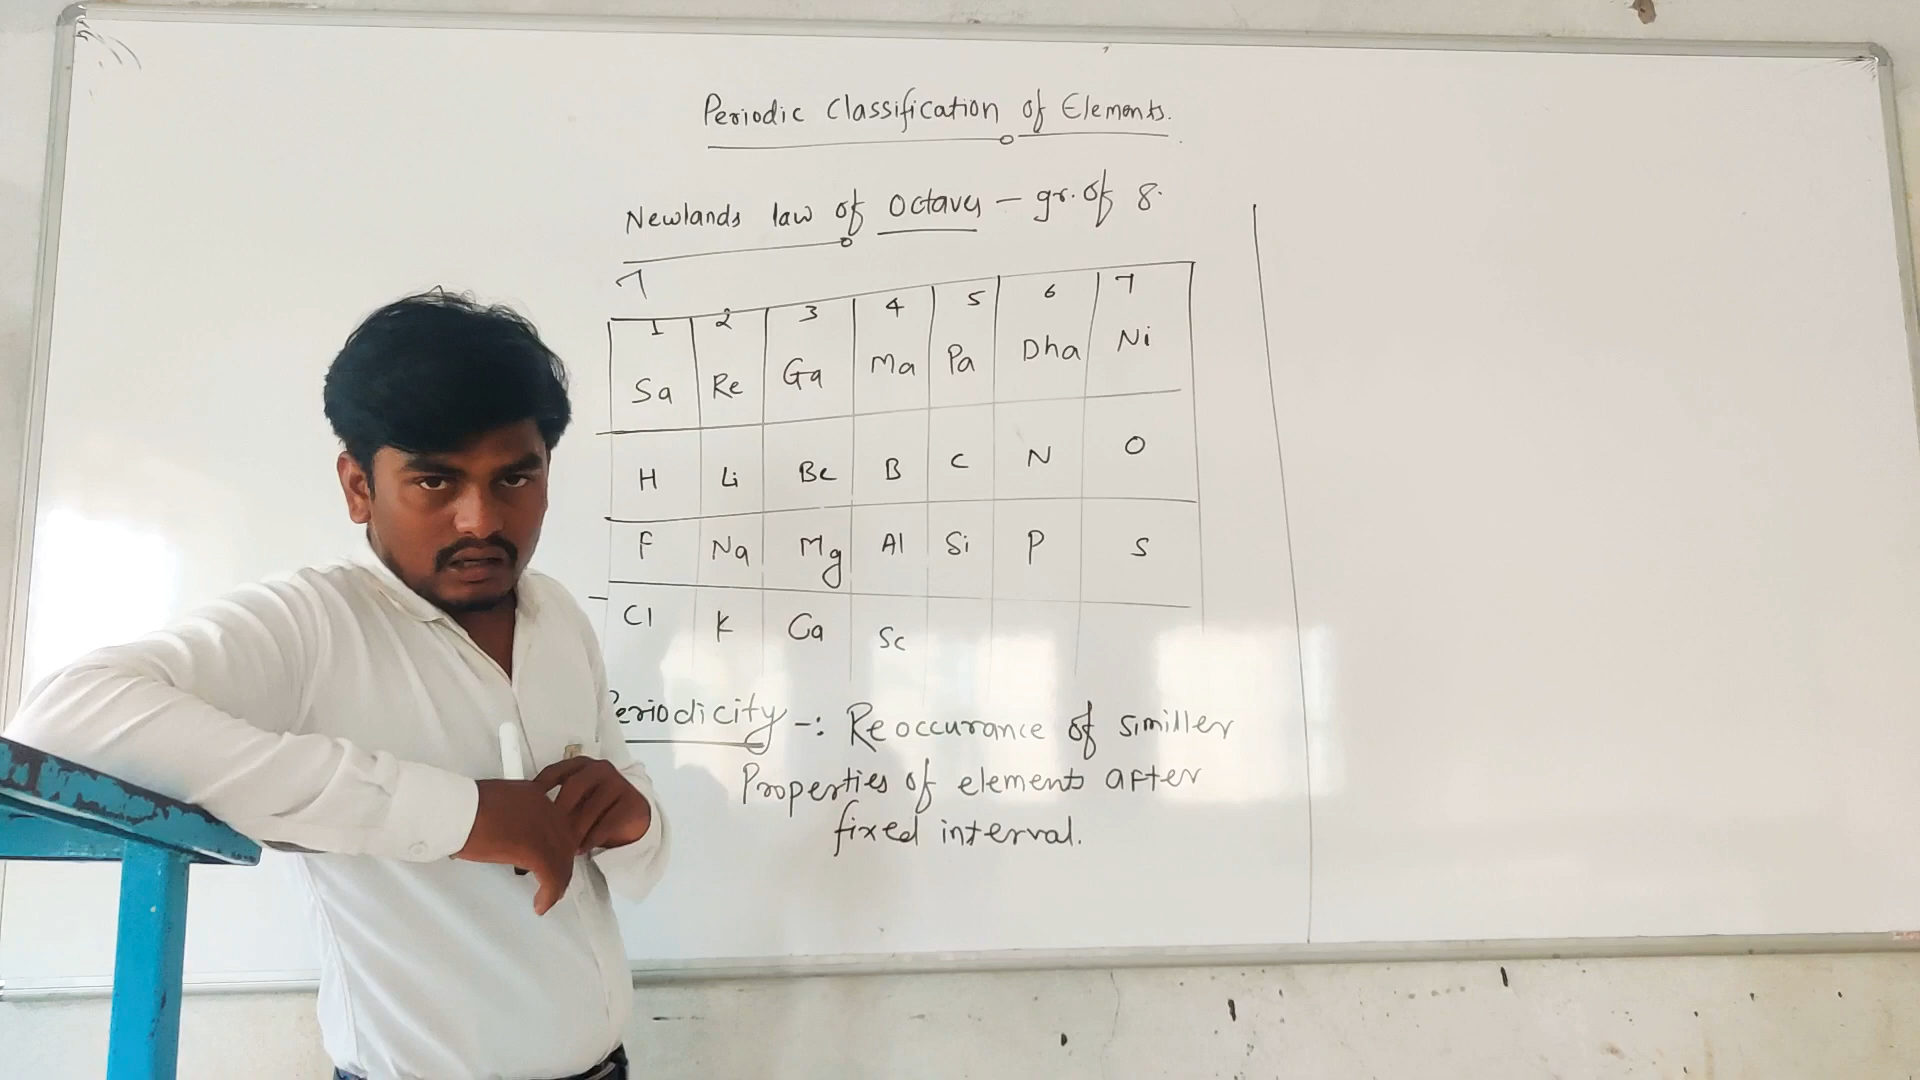 Periodic Classification of Elements.
Newlands law of Octaves – gr. of 8.
7
1 2 3 4 5 6 7
Sa Re Ga Ma Pa Dha Ni
H Li Be B C N O
F Na Mg Al Si P S
Cl K Ca Sc
Periodicity -: Reoccurance of similler
Properties of elements after
fixed interval.